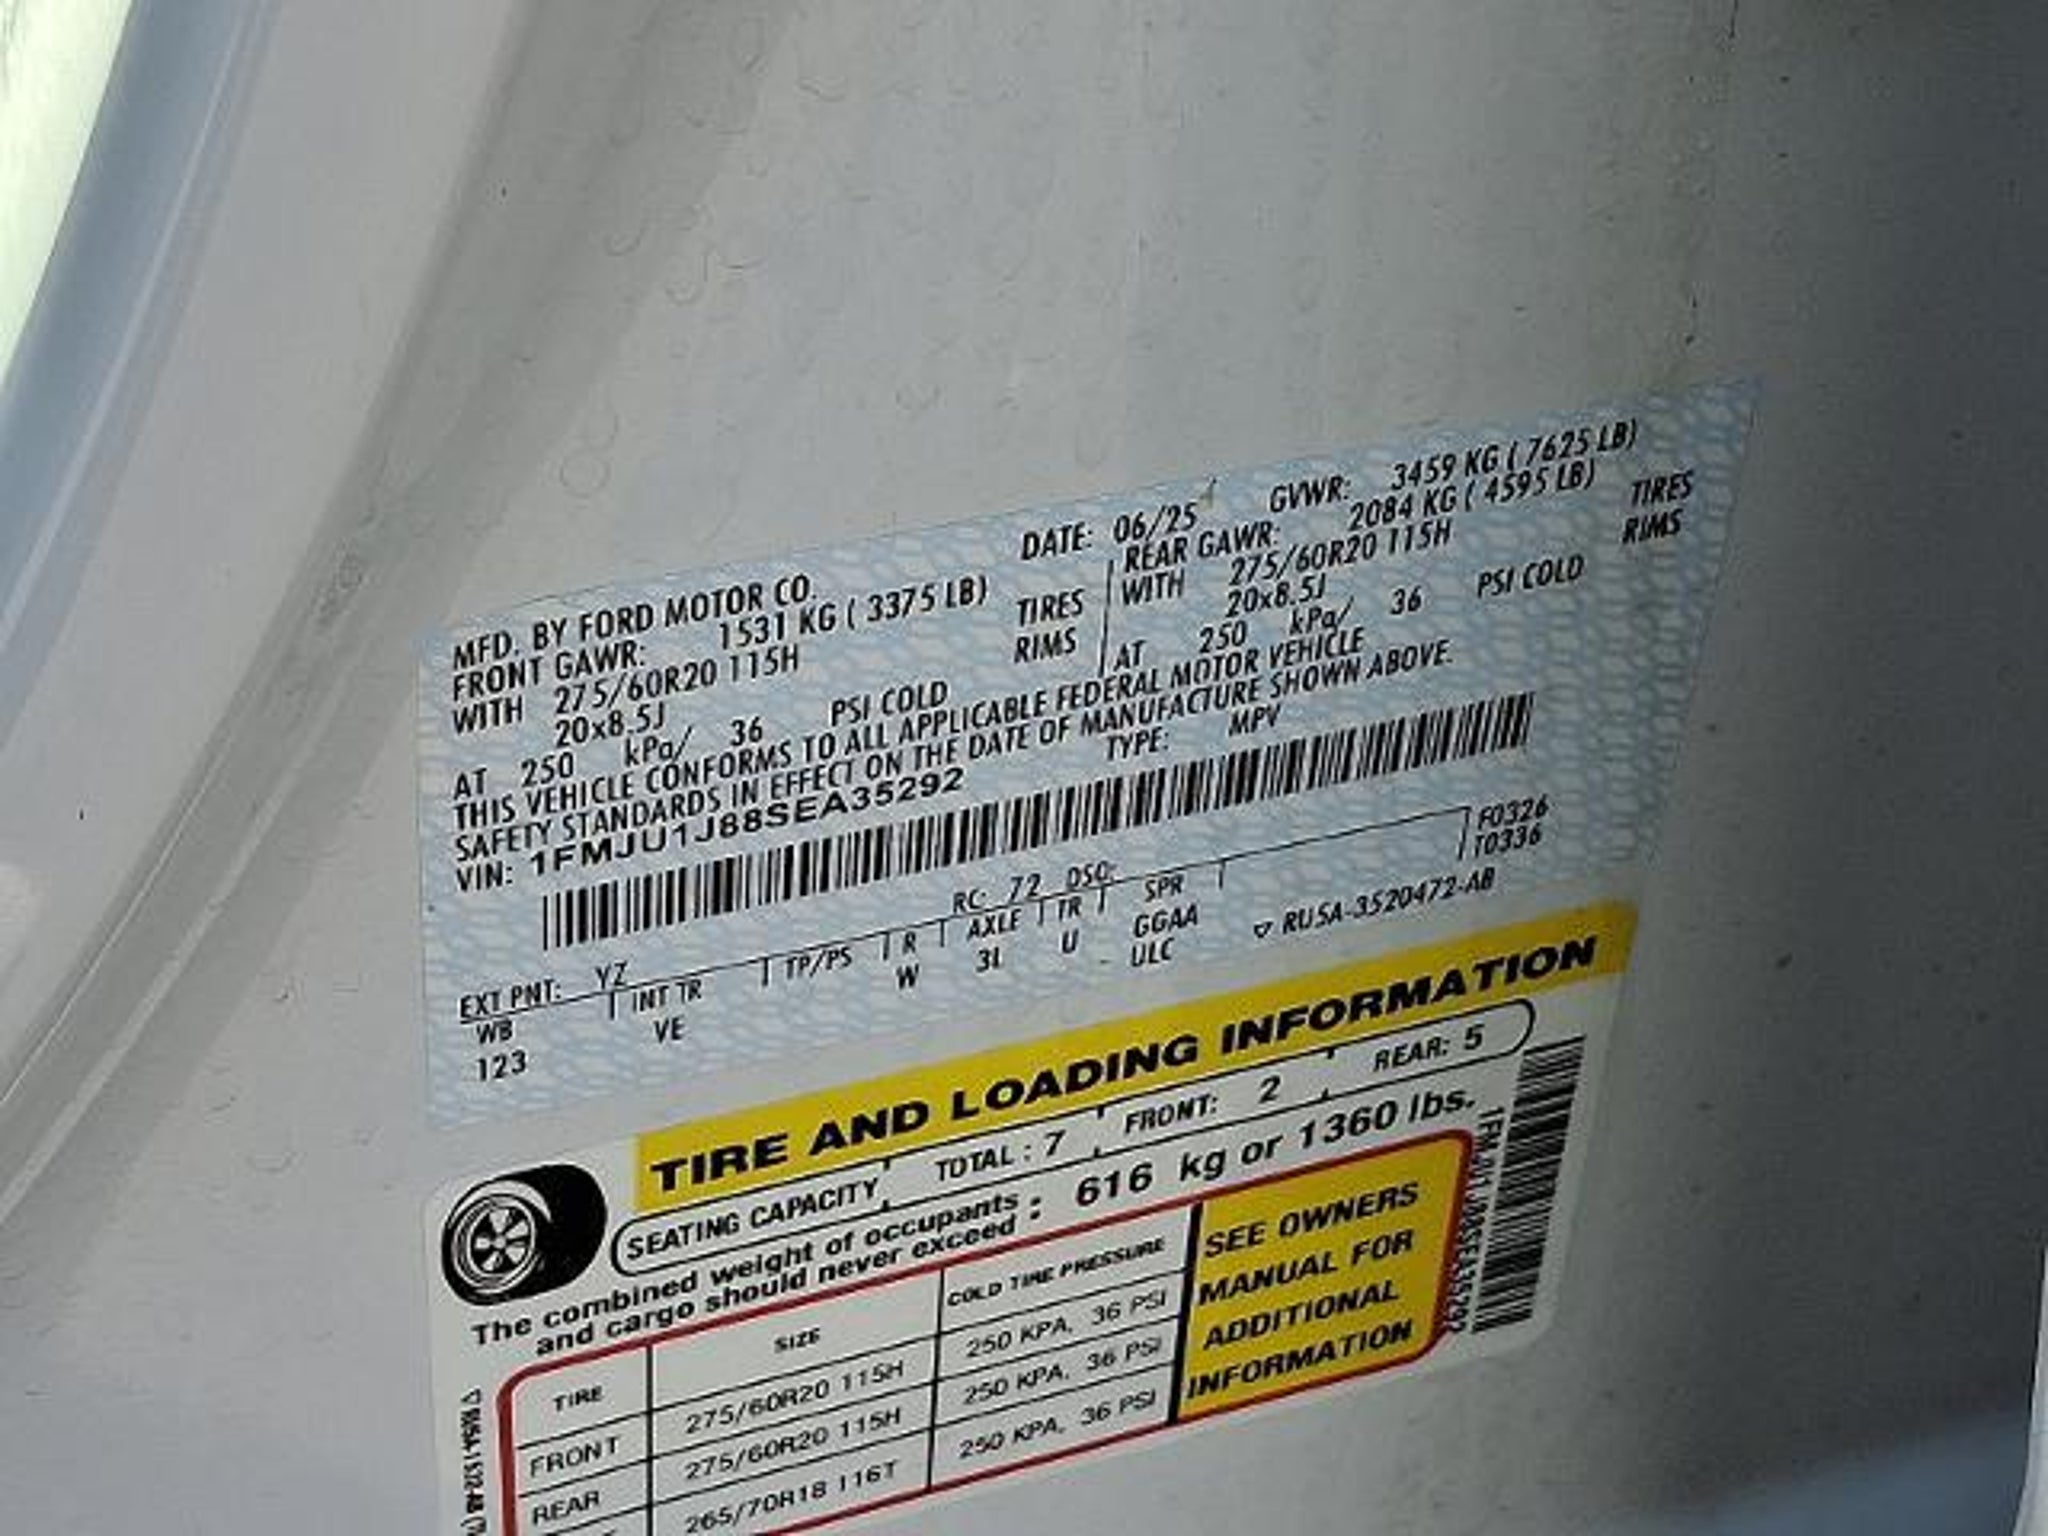 MFD. BY FORD MOTOR CO.
DATE: 06/25
GVWR: 3459 KG ( 7625 LB)
FRONT GAWR: 1531 KG ( 3375 LB)
WITH 275/60R20 115H TIRES
20x8.5J RIMS
AT 250 kPa/ 36 PSI COLD
REAR GAWR: 2084 KG ( 4595 LB)
WITH 275/60R20 115H TIRES
20x8.5J RIMS
AT 250 kPa/ 36 PSI COLD
THIS VEHICLE CONFORMS TO ALL APPLICABLE FEDERAL MOTOR VEHICLE
SAFETY STANDARDS IN EFFECT ON THE DATE OF MANUFACTURE SHOWN ABOVE.
VIN: 1FMJU1J88SEA35292
TYPE: MPV
F0326
T0336
EXT PNT: YZ RC: 72 DSO:
WB INT TR TP/PS R AXLE TR SPR
123 VE W 3L U GGAA
ULC
▽ RU5A-3520472-AB
TIRE AND LOADING INFORMATION
SEATING CAPACITY TOTAL : 7 FRONT: 2 REAR: 5
The combined weight of occupants
and cargo should never exceed : 616 kg or 1360 lbs.
TIRE SIZE COLD TIRE PRESSURE
FRONT 275/60R20 115H 250 KPA, 36 PSI
REAR 275/60R20 115H 250 KPA, 36 PSI
265/70R18 116T 250 KPA, 36 PSI
SEE OWNERS
MANUAL FOR
ADDITIONAL
INFORMATION
1FMJU1J88SEA35292